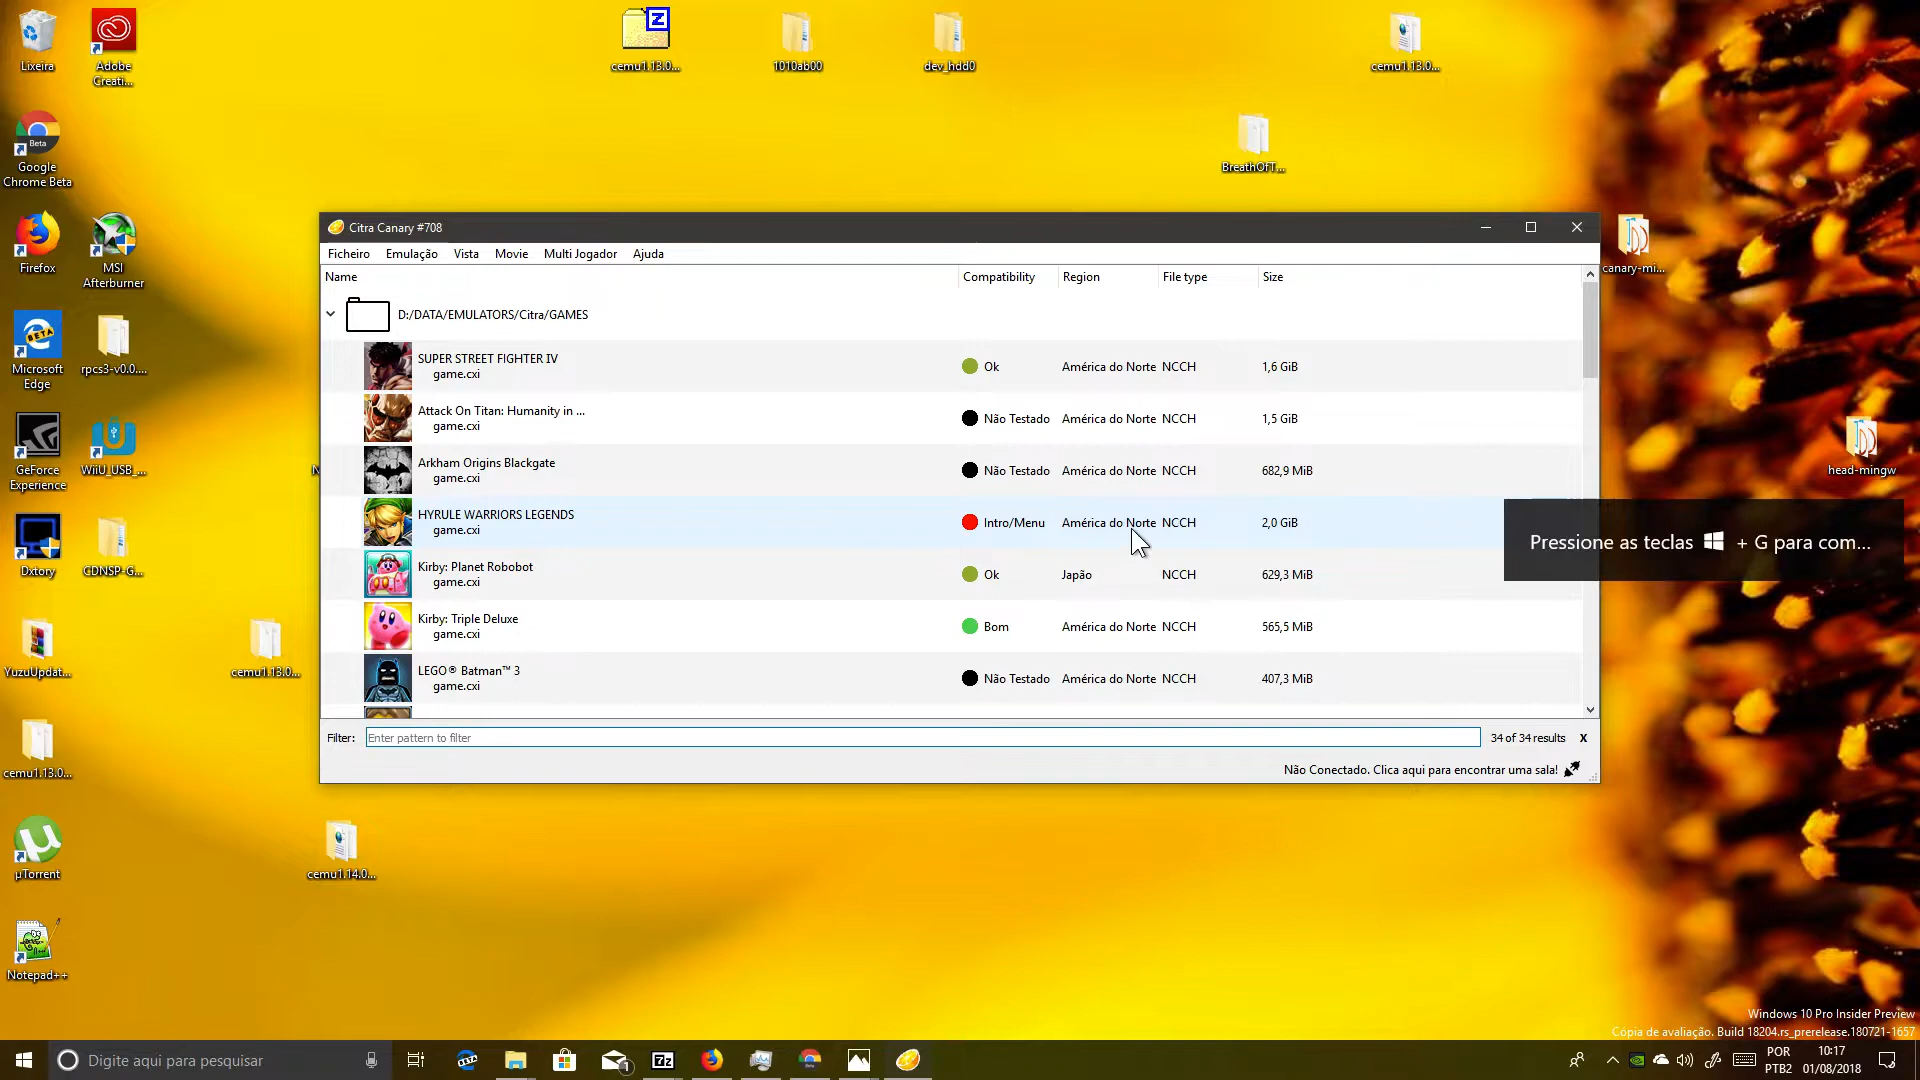 Lixeira
Adobe
Creati...
cemu1.13.0...
1010ab00
dev_hdd0
cemu1.13.0...
Beta
Google
Chrome Beta
BreathOfT...
Firefox
MSI
Afterburner
canary-mi...
BETA
Microsoft
Edge
rpcs3-v0.0....
GeForce
Experience
WiiU_USB_...
head-mingw
Dxtory
CDNSP-G...
YuzuUpdat...
cemu1.13.0...
cemu1.13.0...
µTorrent
cemu1.14.0...
Notepad++
Citra Canary #708
Ficheiro Emulação Vista Movie Multi Jogador Ajuda
Name Compatibility Region File type Size
D:/DATA/EMULATORS/Citra/GAMES
SUPER STREET FIGHTER IV
game.cxi
Ok América do Norte NCCH 1,6 GiB
Attack On Titan: Humanity in ...
game.cxi
Não Testado América do Norte NCCH 1,5 GiB
Arkham Origins Blackgate
game.cxi
Não Testado América do Norte NCCH 682,9 MiB
HYRULE WARRIORS LEGENDS
game.cxi
Intro/Menu América do Norte NCCH 2,0 GiB
Kirby: Planet Robobot
game.cxi
Ok Japão NCCH 629,3 MiB
Kirby: Triple Deluxe
game.cxi
Bom América do Norte NCCH 565,5 MiB
LEGO® Batman™ 3
game.cxi
Não Testado América do Norte NCCH 407,3 MiB
Filter: Enter pattern to filter 34 of 34 results X
Não Conectado. Clica aqui para encontrar uma sala!
Pressione as teclas + G para com...
Windows 10 Pro Insider Preview
Cópia de avaliação. Build 18204.rs_prerelease.180721-1657
Digite aqui para pesquisar
1
7z
POR
PTB2
10:17
01/08/2018